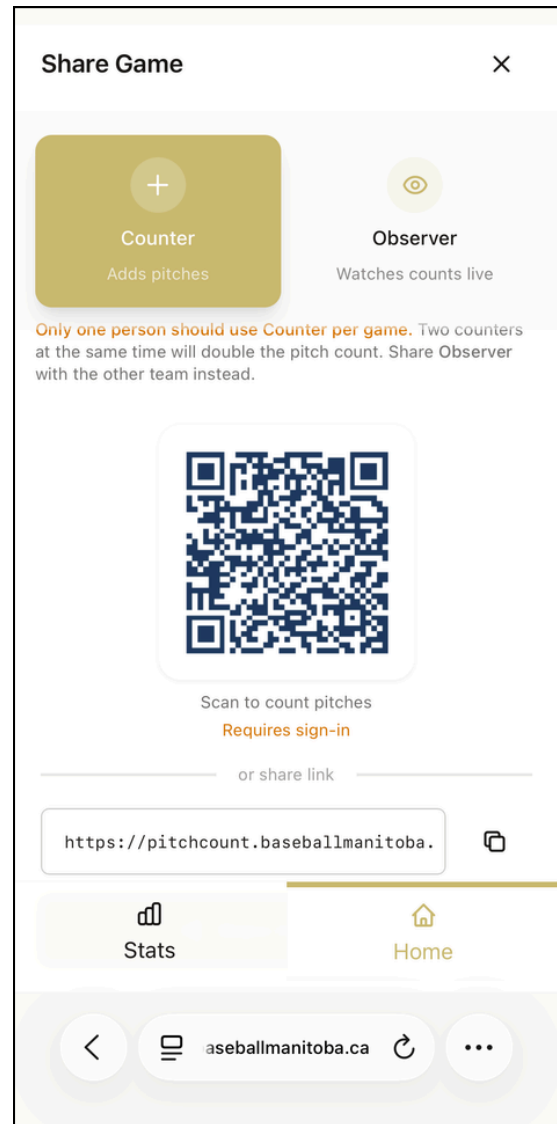 Share Game
Counter
Adds pitches
Observer
Watches counts live
Only one person should use Counter per game. Two counters
at the same time will double the pitch count. Share Observer
with the other team instead.
Scan to count pitches
Requires sign-in
or share link
https://pitchcount.baseballmanitoba.
Stats
Home
aseballmanitoba.ca